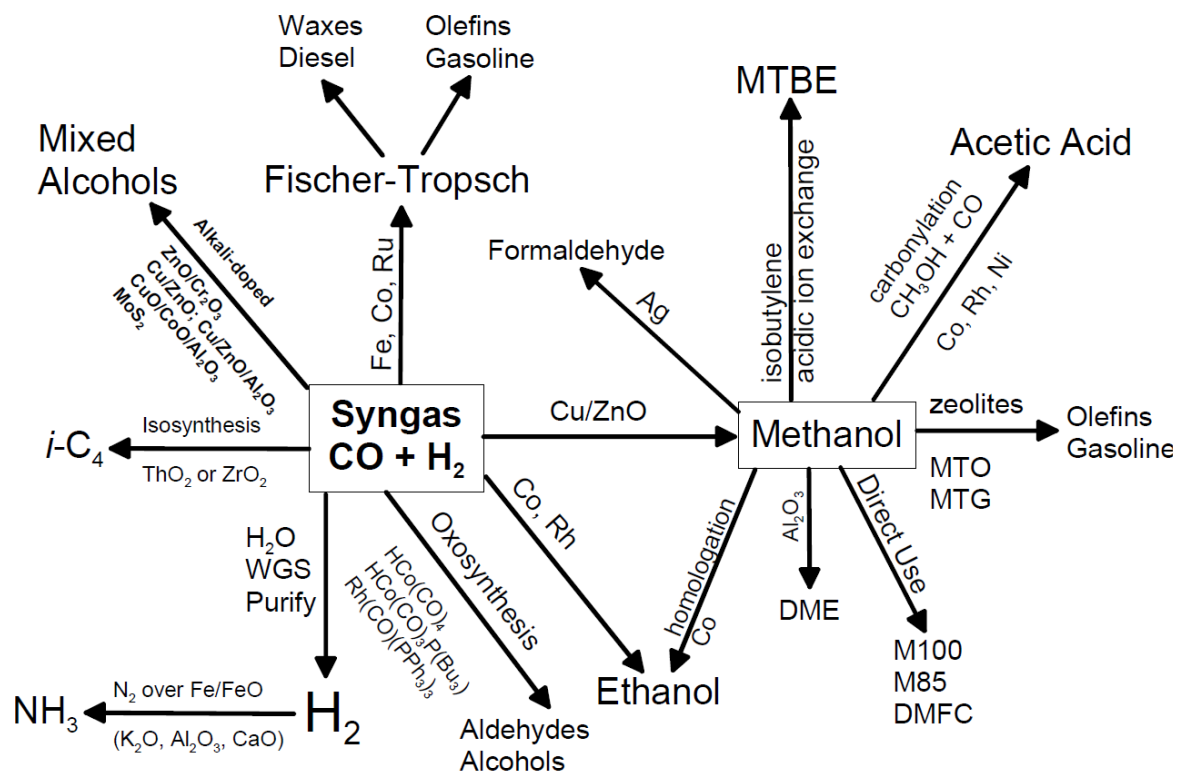 Waxes
Diesel
Olefins
Gasoline
MTBE
Mixed
Alcohols
Fischer-Tropsch
Acetic Acid
Alkali-doped
ZnO/Cr₂O₃
Cu/ZnO; Cu/ZnO/Al₂O₃
CuO/CoO/Al₂O₃
MoS₂
Fe, Co, Ru
Formaldehyde
Ag
isobutylene
acidic ion exchange
carbonylation
CH₃OH + CO
Co, Rh, Ni
Syngas
CO + H₂
Cu/ZnO
Methanol
zeolites
MTO
MTG
Olefins
Gasoline
Isosynthesis
i-C₄
ThO₂ or ZrO₂
H₂O
WGS
Purify
Oxosynthesis
HCo(CO)₄
HCo(CO)₃P(Bu₃)
Rh(CO)(PPh₃)₃
Co, Rh
homologation
Co
Al₂O₃
Direct Use
DME
M100
M85
DMFC
Ethanol
Aldehydes
Alcohols
NH₃
N₂ over Fe/FeO
(K₂O, Al₂O₃, CaO)
H₂